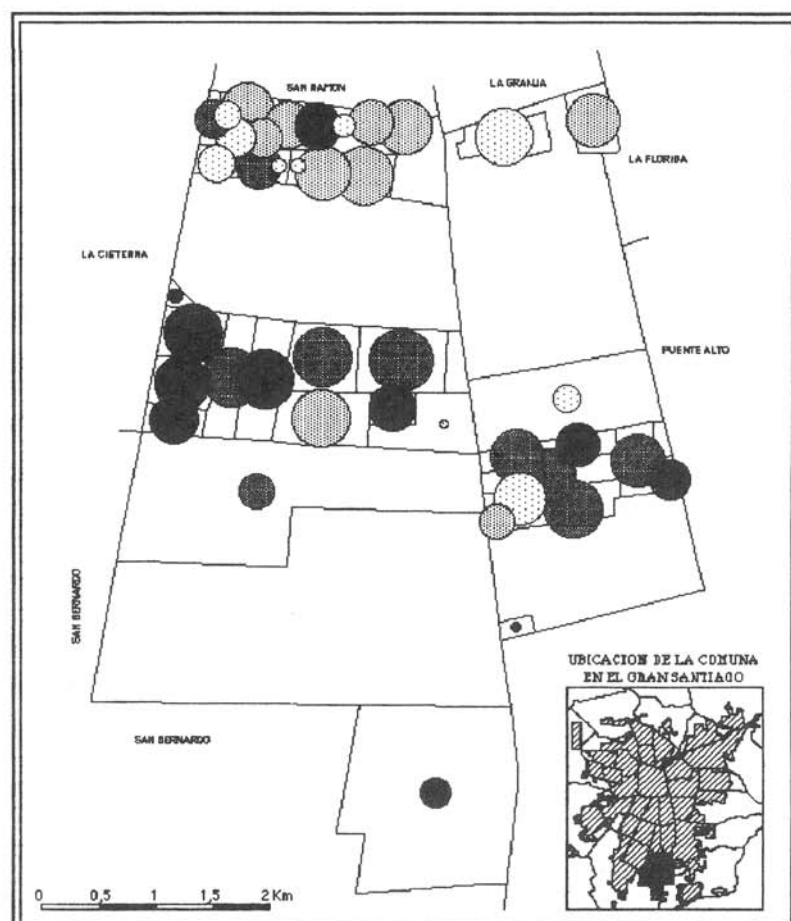 SAN RAMON
LA GRANJA
LA FLORIDA
LA CISTERNA
PUENTE ALTO
SAN BERNARDO
SAN BERNARDO
UBICACION DE LA COMUNA
EN EL GRAN SANTIAGO
0 0,5 1 1,5 2 Km